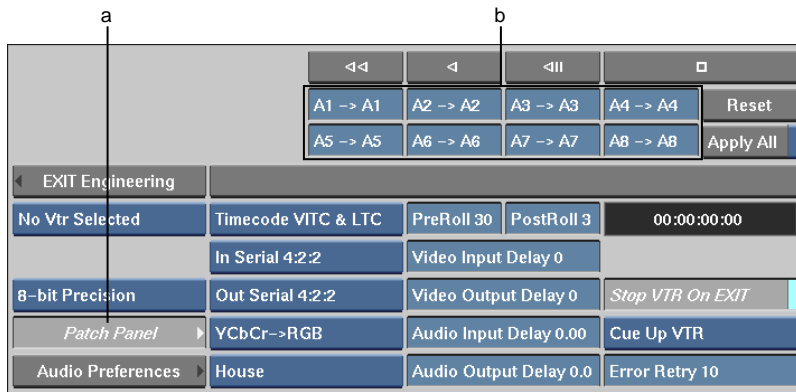 a b
A1 -> A1 A2 -> A2 A3 -> A3 A4 -> A4 Reset
A5 -> A5 A6 -> A6 A7 -> A7 A8 -> A8 Apply All
EXIT Engineering
No Vtr Selected Timecode VITC & LTC PreRoll 30 PostRoll 3 00:00:00:00
In Serial 4:2:2 Video Input Delay 0
8-bit Precision Out Serial 4:2:2 Video Output Delay 0 Stop VTR On EXIT
Patch Panel YCbCr->RGB Audio Input Delay 0.00 Cue Up VTR
Audio Preferences House Audio Output Delay 0.0 Error Retry 10